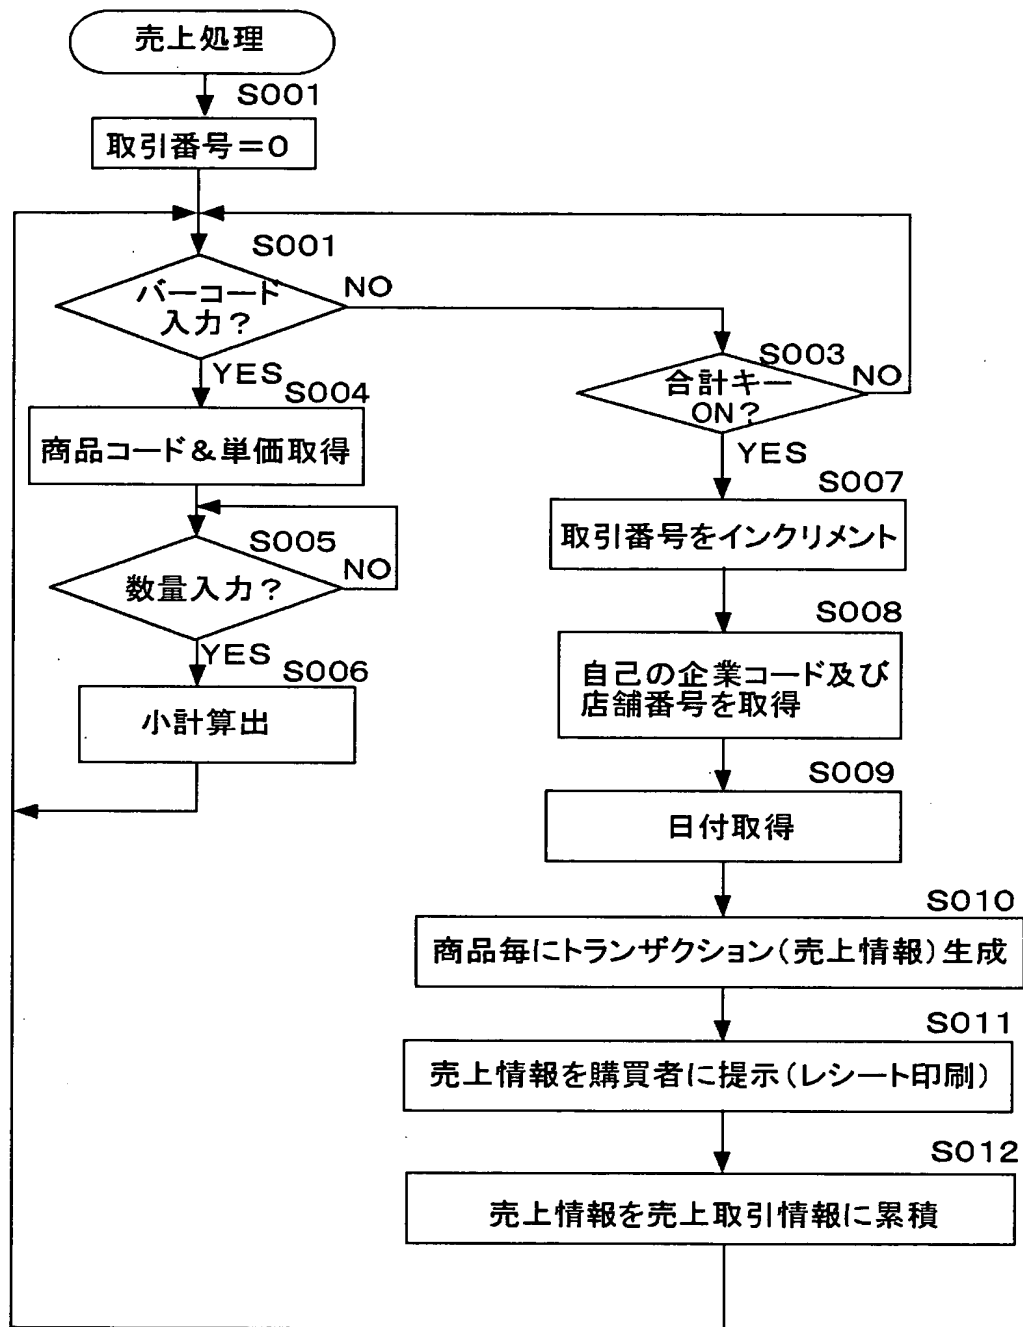 売上処理
S001
取引番号=0
S001
バーコード
入力?
NO
YES
S003
合計キー
ON?
NO
YES
S004
商品コード&単価取得
S005
数量入力?
NO
YES
S006
小計算出
S007
取引番号をインクリメント
S008
自己の企業コード及び
店舗番号を取得
S009
日付取得
S010
商品毎にトランザクション(売上情報)生成
S011
売上情報を購買者に提示(レシート印刷)
S012
売上情報を売上取引情報に累積